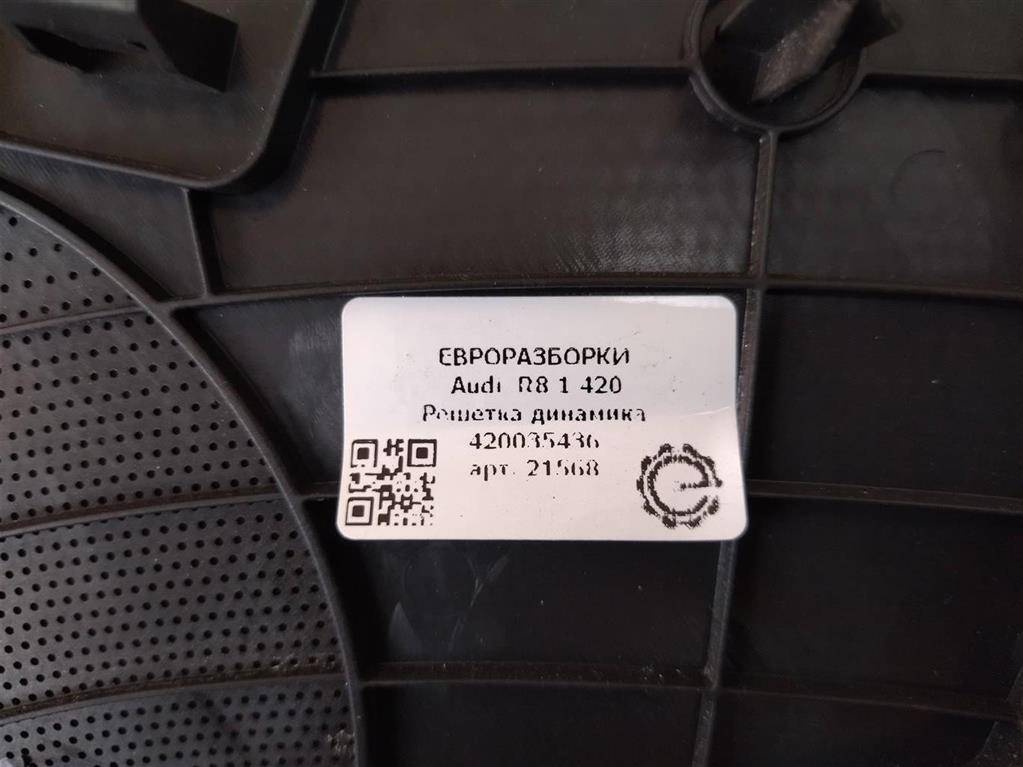 ЕВРОРАЗБОРКИ
Audi R8 1 420
Решетка динамика
420035436
арт. 21568